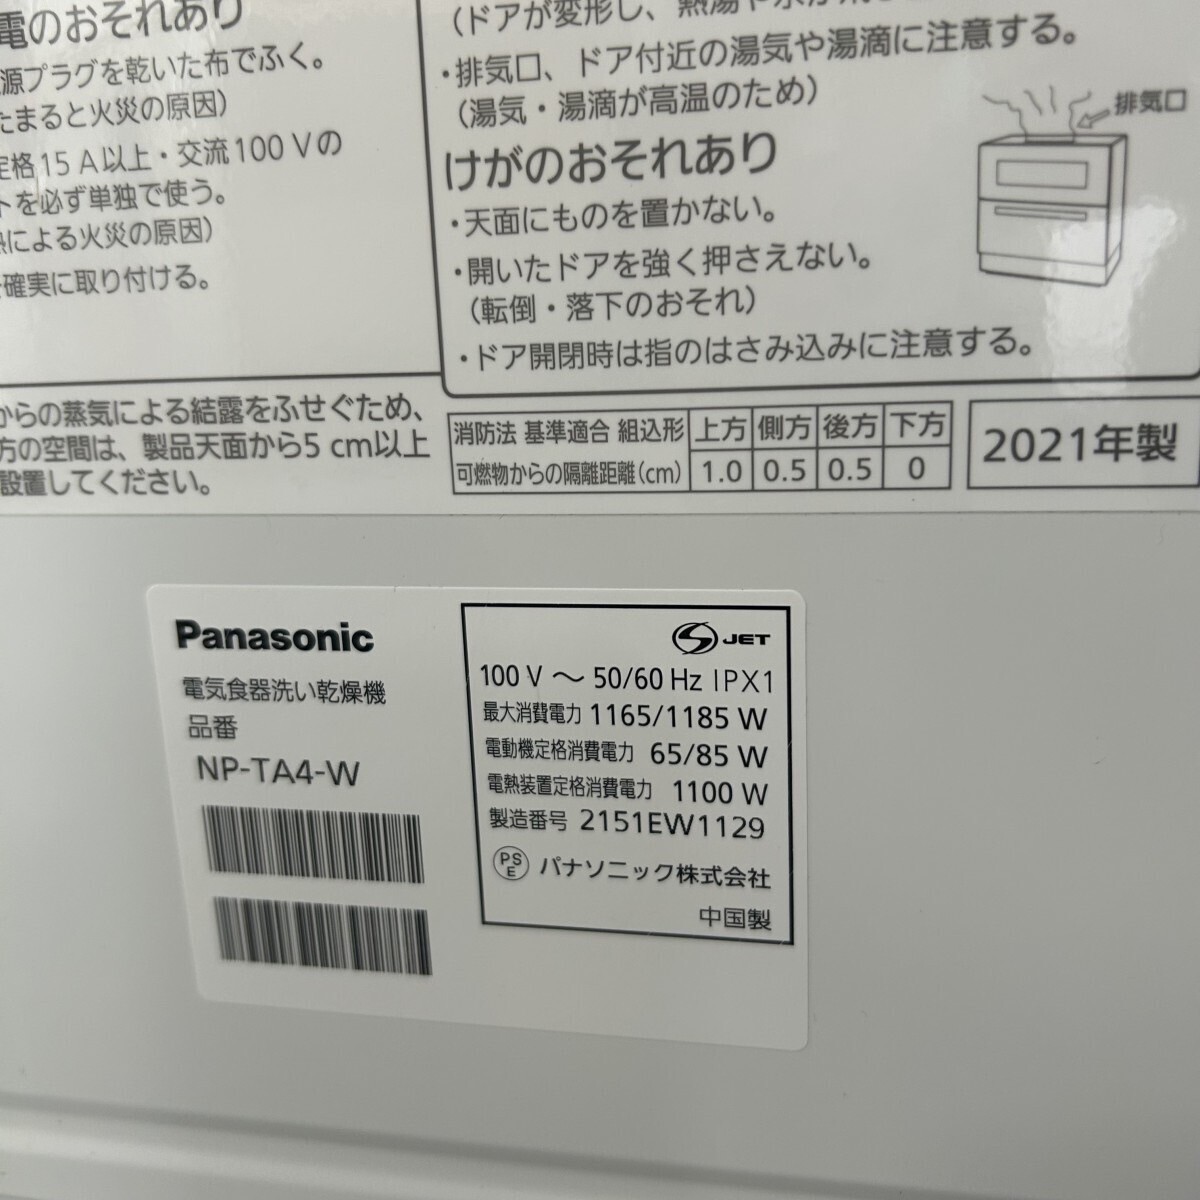 電のおそれあり
源プラグを乾いた布でふく。
たまると火災の原因）
定格15 A以上・交流100 Vの
トを必ず単独で使う。
熱による火災の原因）
確実に取り付ける。
からの蒸気による結露をふせぐため、
方の空間は、製品天面から5 cm以上
設置してください。
（ドアが変形し、熱湯や
・排気口、ドア付近の湯気や湯滴に注意する。
（湯気・湯滴が高温のため）
排気口
けがのおそれあり
・天面にものを置かない。
・開いたドアを強く押さえない。
（転倒・落下のおそれ）
・ドア開閉時は指のはさみ込みに注意する。
消防法 基準適合 組込形 上方 側方 後方 下方
可燃物からの隔離距離(cm) 1.0 0.5 0.5 0
2021年製
Panasonic
電気食器洗い乾燥機
品番
NP-TA4-W
S JET
100 V ～ 50/60 Hz IPX1
最大消費電力 1165/1185 W
電動機定格消費電力 65/85 W
電熱装置定格消費電力 1100 W
製造番号 2151EW1129
PSE パナソニック株式会社
中国製